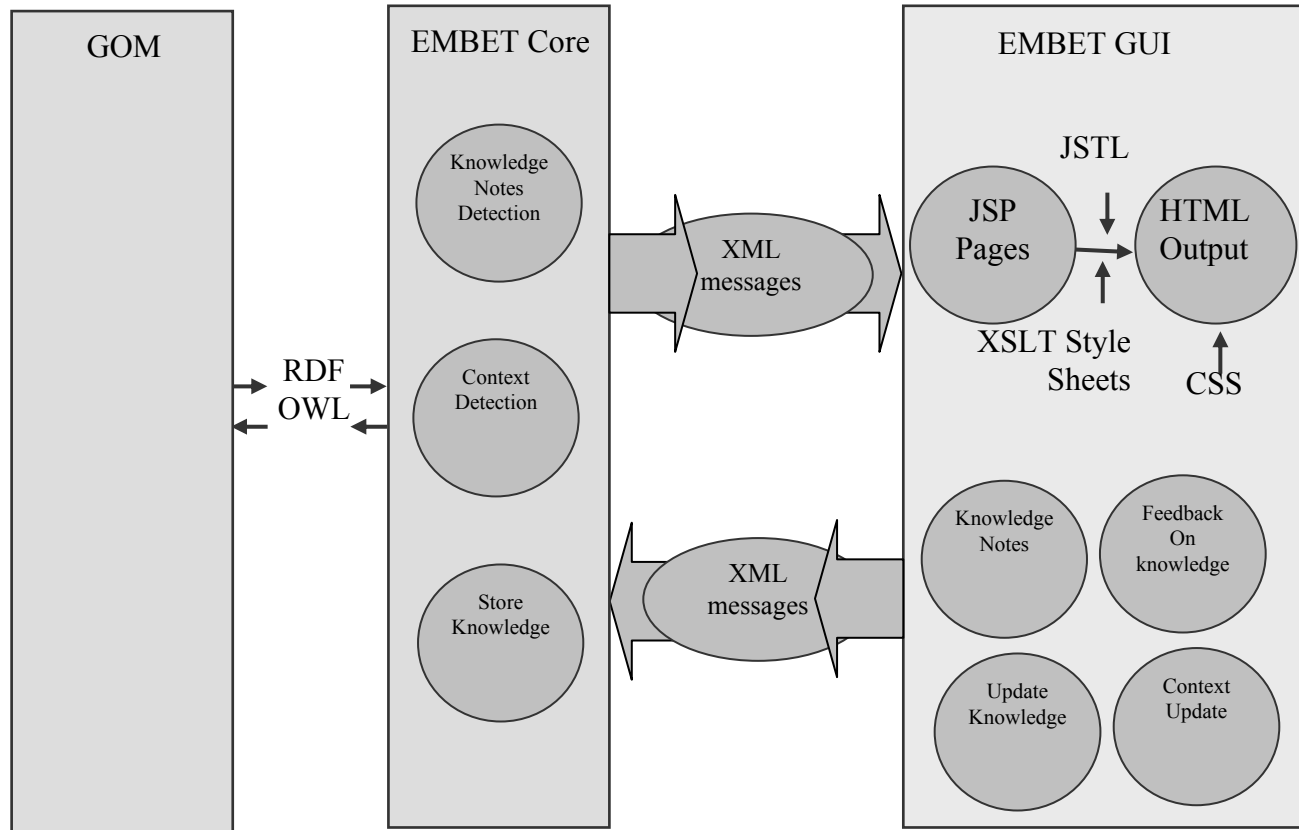 GOM
EMBET Core
EMBET GUI
Knowledge
Notes
Detection
Context
Detection
Store
Knowledge
RDF
OWL
XML
messages
XML
messages
JSTL
JSP
Pages
HTML
Output
XSLT Style
Sheets
CSS
Knowledge
Notes
Feedback
On
knowledge
Update
Knowledge
Context
Update